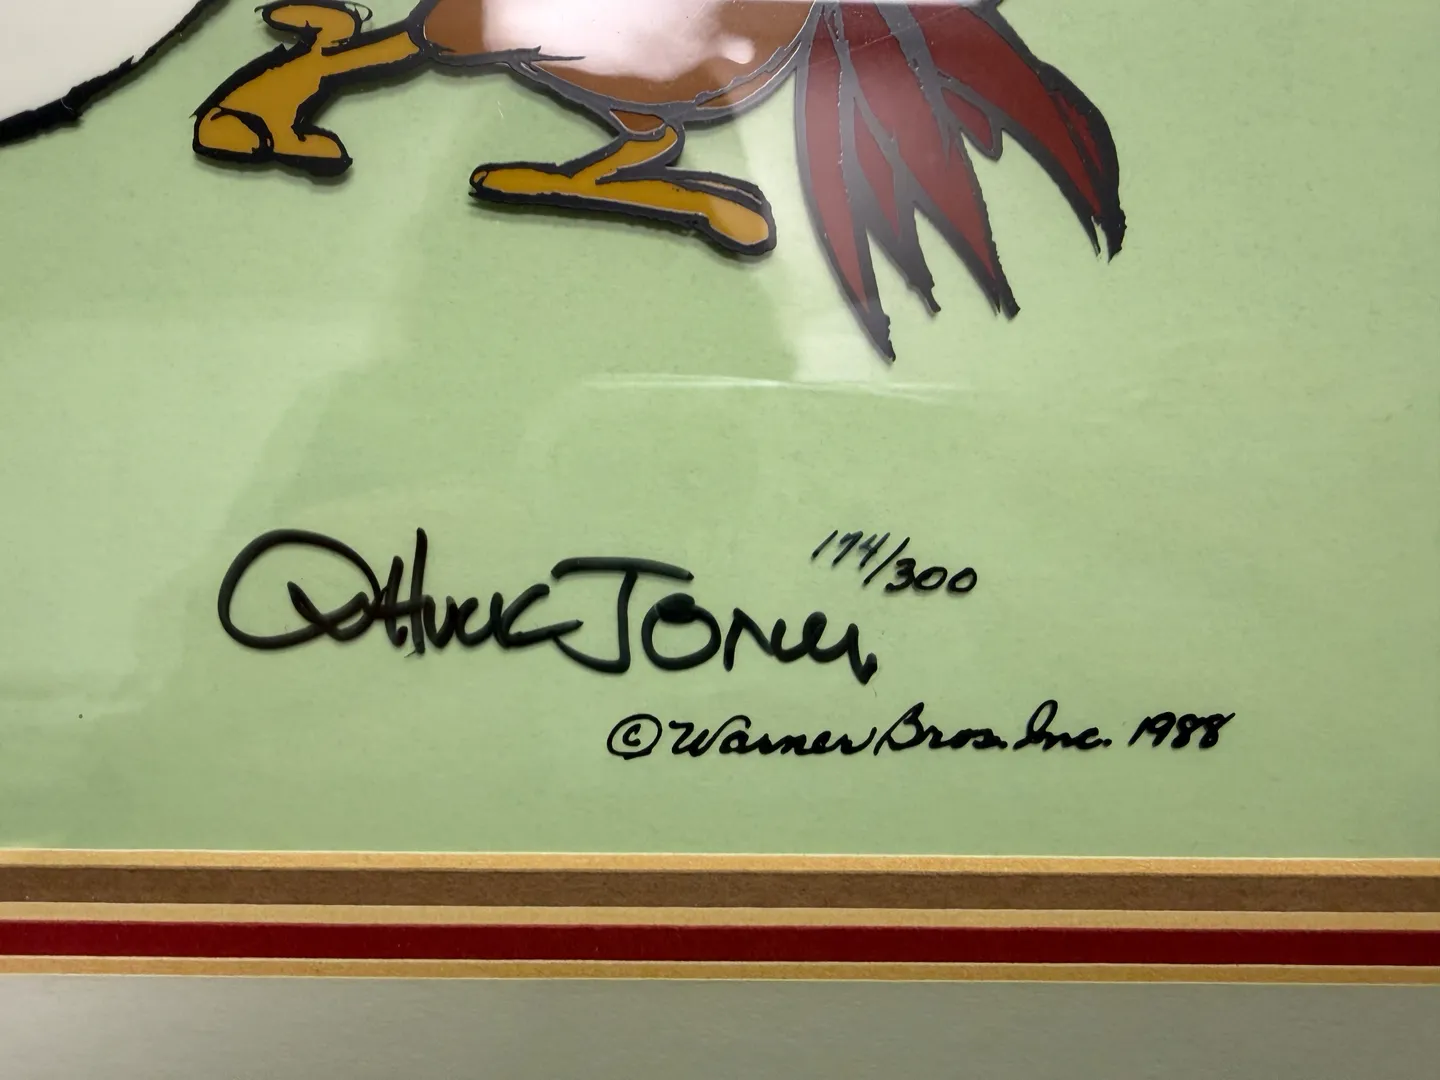 174/300
Chuck Jones
© Warner Bros. Inc. 1988